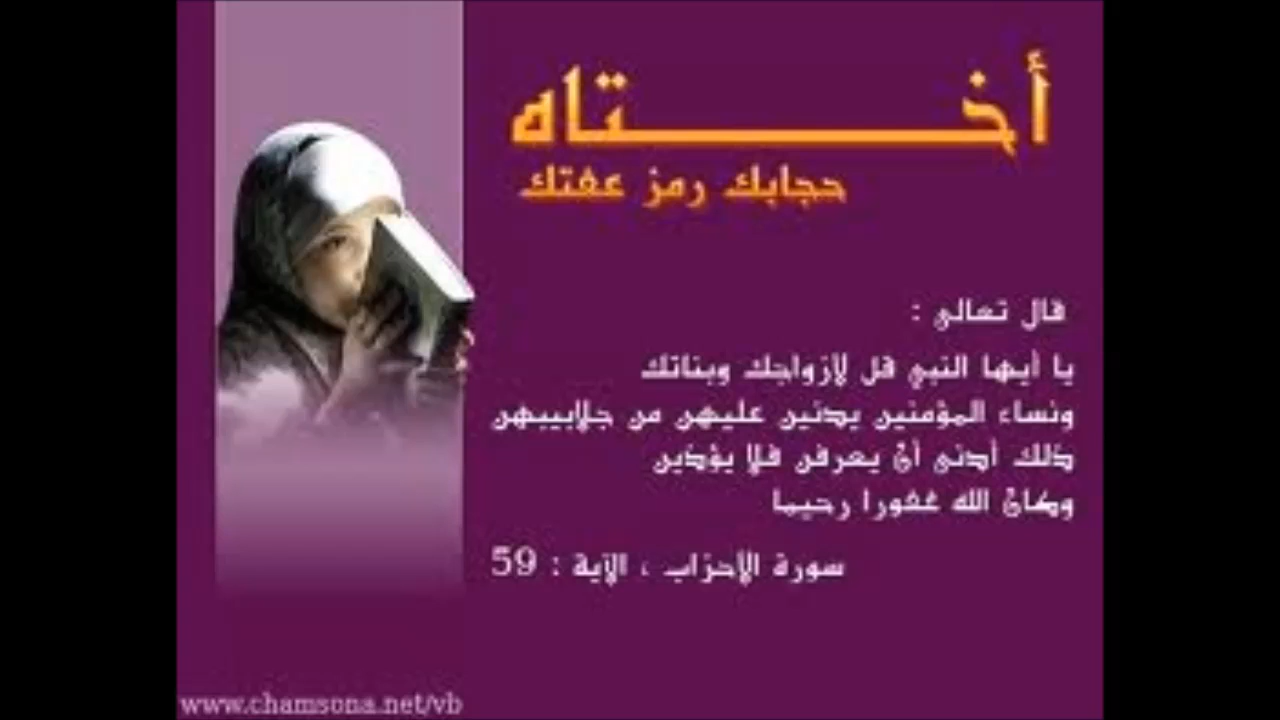 أختاه
حجابك رمز عفتك
قال تعالى :
يا أيها النبي قل لازواجك وبناتك
ونساء المؤمنين يدنين عليهن من جلابيبهن
ذلك أدنى أن يعرفن فلا يؤذين
وكان الله غفورا رحيما
سورة الأحزاب ، الآية : 59
www.chamsona.net/vb